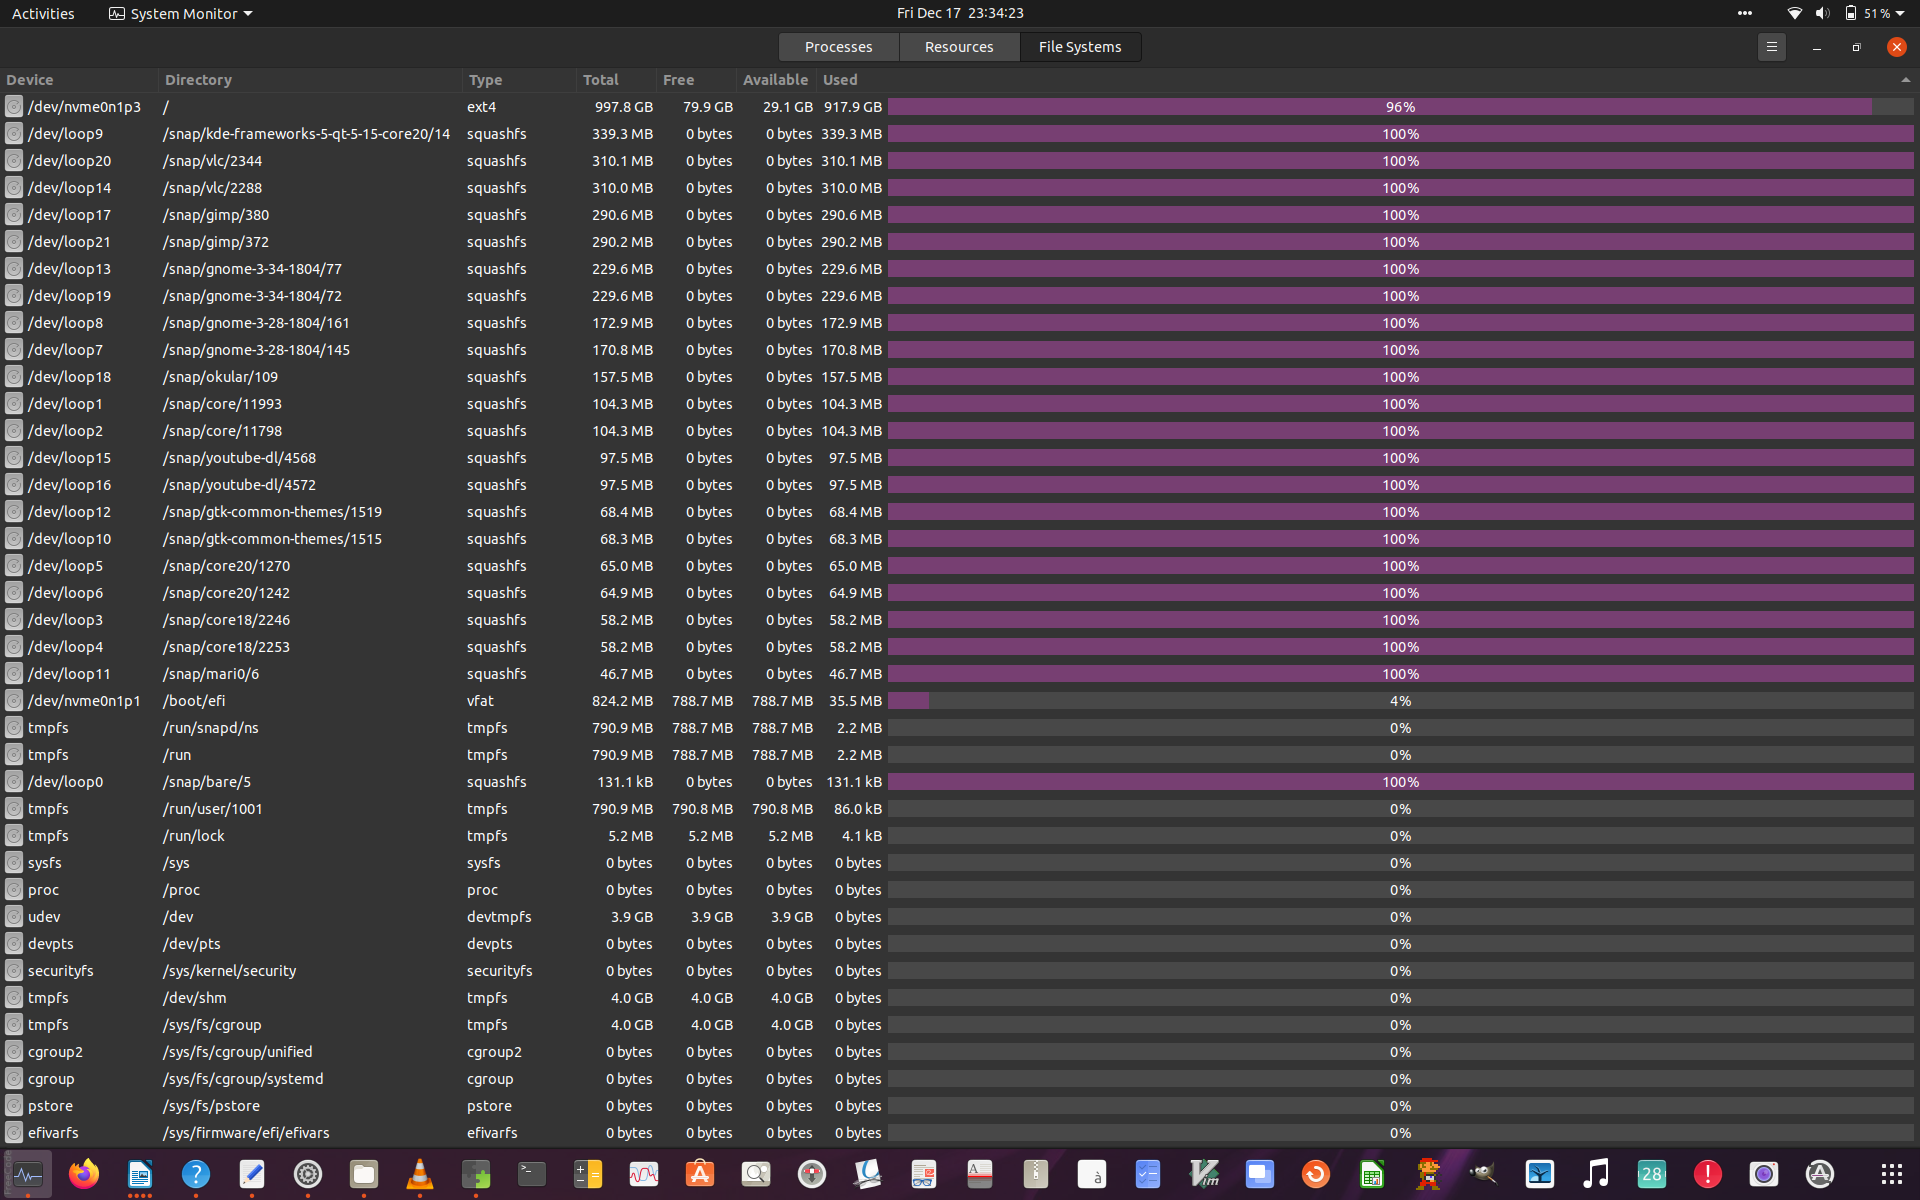 Activities System Monitor Fri Dec 17 23:34:23 51 %
Processes Resources File Systems
Device Directory Type Total Free Available Used
/dev/nvme0n1p3 / ext4 997.8 GB 79.9 GB 29.1 GB 917.9 GB 96%
/dev/loop9 /snap/kde-frameworks-5-qt-5-15-core20/14 squashfs 339.3 MB 0 bytes 0 bytes 339.3 MB 100%
/dev/loop20 /snap/vlc/2344 squashfs 310.1 MB 0 bytes 0 bytes 310.1 MB 100%
/dev/loop14 /snap/vlc/2288 squashfs 310.0 MB 0 bytes 0 bytes 310.0 MB 100%
/dev/loop17 /snap/gimp/380 squashfs 290.6 MB 0 bytes 0 bytes 290.6 MB 100%
/dev/loop21 /snap/gimp/372 squashfs 290.2 MB 0 bytes 0 bytes 290.2 MB 100%
/dev/loop13 /snap/gnome-3-34-1804/77 squashfs 229.6 MB 0 bytes 0 bytes 229.6 MB 100%
/dev/loop19 /snap/gnome-3-34-1804/72 squashfs 229.6 MB 0 bytes 0 bytes 229.6 MB 100%
/dev/loop8 /snap/gnome-3-28-1804/161 squashfs 172.9 MB 0 bytes 0 bytes 172.9 MB 100%
/dev/loop7 /snap/gnome-3-28-1804/145 squashfs 170.8 MB 0 bytes 0 bytes 170.8 MB 100%
/dev/loop18 /snap/okular/109 squashfs 157.5 MB 0 bytes 0 bytes 157.5 MB 100%
/dev/loop1 /snap/core/11993 squashfs 104.3 MB 0 bytes 0 bytes 104.3 MB 100%
/dev/loop2 /snap/core/11798 squashfs 104.3 MB 0 bytes 0 bytes 104.3 MB 100%
/dev/loop15 /snap/youtube-dl/4568 squashfs 97.5 MB 0 bytes 0 bytes 97.5 MB 100%
/dev/loop16 /snap/youtube-dl/4572 squashfs 97.5 MB 0 bytes 0 bytes 97.5 MB 100%
/dev/loop12 /snap/gtk-common-themes/1519 squashfs 68.4 MB 0 bytes 0 bytes 68.4 MB 100%
/dev/loop10 /snap/gtk-common-themes/1515 squashfs 68.3 MB 0 bytes 0 bytes 68.3 MB 100%
/dev/loop5 /snap/core20/1270 squashfs 65.0 MB 0 bytes 0 bytes 65.0 MB 100%
/dev/loop6 /snap/core20/1242 squashfs 64.9 MB 0 bytes 0 bytes 64.9 MB 100%
/dev/loop3 /snap/core18/2246 squashfs 58.2 MB 0 bytes 0 bytes 58.2 MB 100%
/dev/loop4 /snap/core18/2253 squashfs 58.2 MB 0 bytes 0 bytes 58.2 MB 100%
/dev/loop11 /snap/mari0/6 squashfs 46.7 MB 0 bytes 0 bytes 46.7 MB 100%
/dev/nvme0n1p1 /boot/efi vfat 824.2 MB 788.7 MB 788.7 MB 35.5 MB 4%
tmpfs /run/snapd/ns tmpfs 790.9 MB 788.7 MB 788.7 MB 2.2 MB 0%
tmpfs /run tmpfs 790.9 MB 788.7 MB 788.7 MB 2.2 MB 0%
/dev/loop0 /snap/bare/5 squashfs 131.1 kB 0 bytes 0 bytes 131.1 kB 100%
tmpfs /run/user/1001 tmpfs 790.9 MB 790.8 MB 790.8 MB 86.0 kB 0%
tmpfs /run/lock tmpfs 5.2 MB 5.2 MB 5.2 MB 4.1 kB 0%
sysfs /sys sysfs 0 bytes 0 bytes 0 bytes 0 bytes 0%
proc /proc proc 0 bytes 0 bytes 0 bytes 0 bytes 0%
udev /dev devtmpfs 3.9 GB 3.9 GB 3.9 GB 0 bytes 0%
devpts /dev/pts devpts 0 bytes 0 bytes 0 bytes 0 bytes 0%
securityfs /sys/kernel/security securityfs 0 bytes 0 bytes 0 bytes 0 bytes 0%
tmpfs /dev/shm tmpfs 4.0 GB 4.0 GB 4.0 GB 0 bytes 0%
tmpfs /sys/fs/cgroup tmpfs 4.0 GB 4.0 GB 4.0 GB 0 bytes 0%
cgroup2 /sys/fs/cgroup/unified cgroup2 0 bytes 0 bytes 0 bytes 0 bytes 0%
cgroup /sys/fs/cgroup/systemd cgroup 0 bytes 0 bytes 0 bytes 0 bytes 0%
pstore /sys/fs/pstore pstore 0 bytes 0 bytes 0 bytes 0 bytes 0%
efivarfs /sys/firmware/efi/efivars efivarfs 0 bytes 0 bytes 0 bytes 0 bytes 0%
? >_ A à Vim 28 !